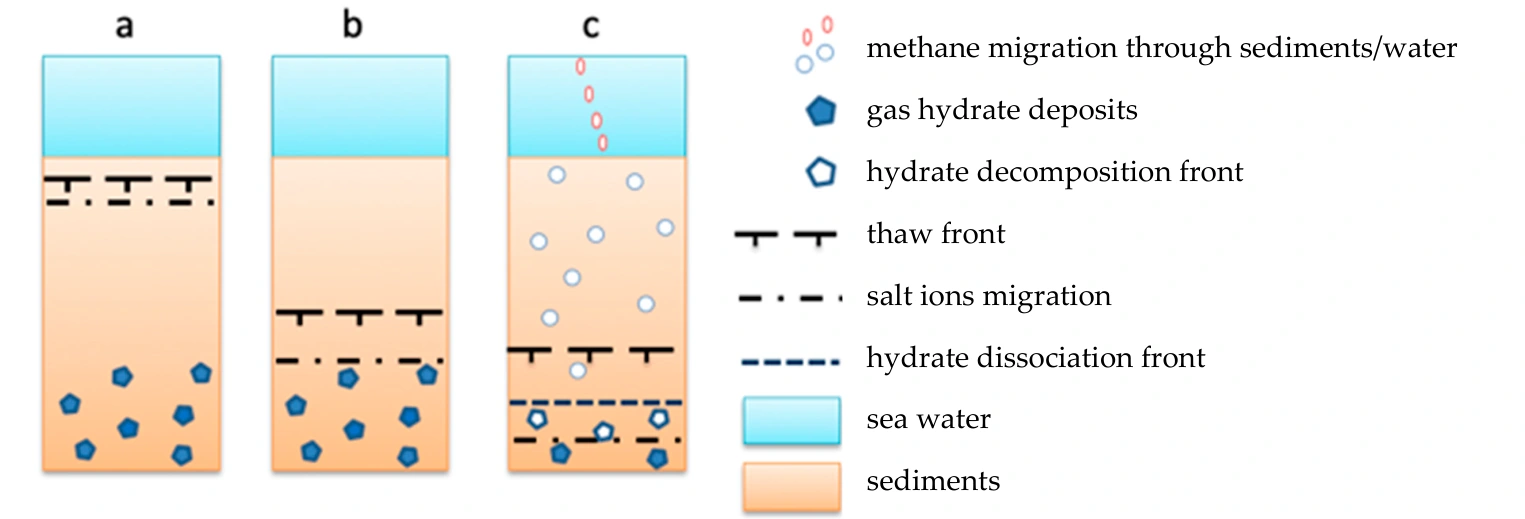 a b c
methane migration through sediments/water
gas hydrate deposits
hydrate decomposition front
thaw front
salt ions migration
hydrate dissociation front
sea water
sediments